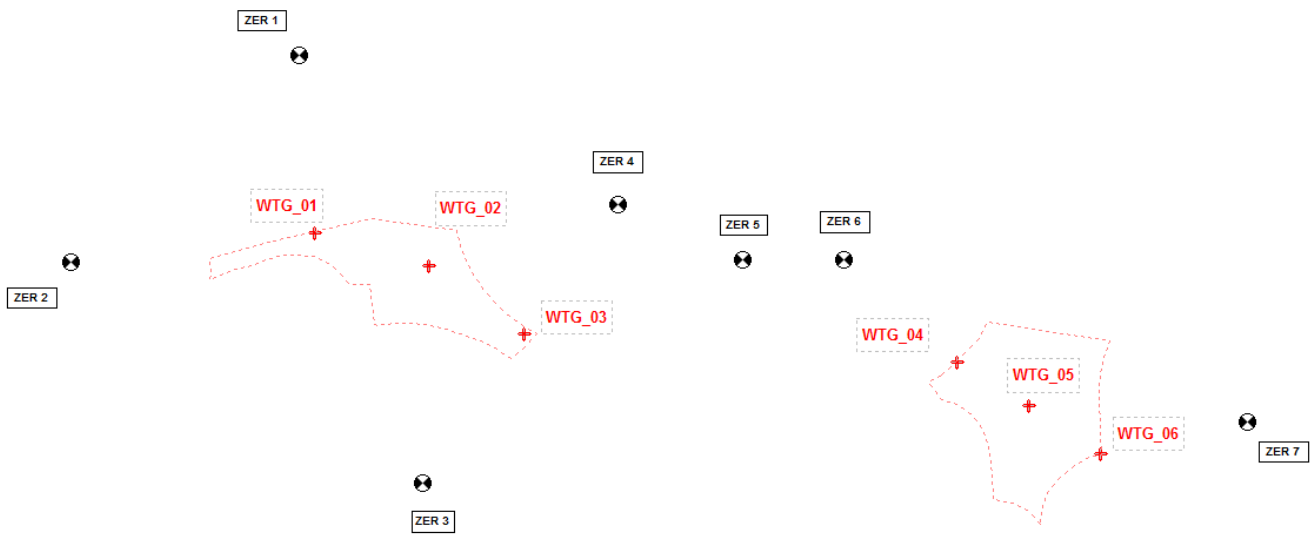 ZER 1
ZER 4
WTG_01
WTG_02
ZER 5
ZER 6
ZER 2
WTG_03
WTG_04
WTG_05
WTG_06
ZER 7
ZER 3